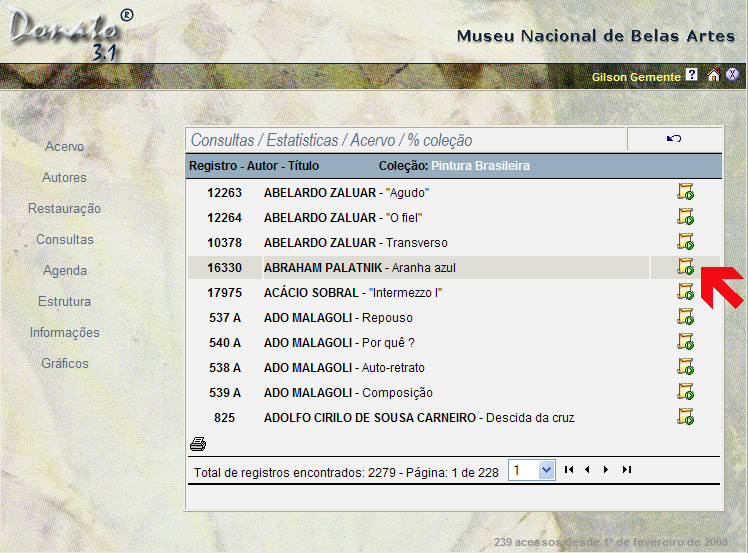 Donato®
3.1
Museu Nacional de Belas Artes
Gilson Gemente ? X
Acervo
Autores
Restauração
Consultas
Agenda
Estrutura
Informações
Gráficos
Consultas / Estatisticas / Acervo / % coleção
Registro - Autor - Título Coleção: Pintura Brasileira
12263 ABELARDO ZALUAR - "Agudo"
12264 ABELARDO ZALUAR - "O fiel"
10378 ABELARDO ZALUAR - Transverso
16330 ABRAHAM PALATNIK - Aranha azul
17975 ACÁCIO SOBRAL - "Intermezzo I"
537 A ADO MALAGOLI - Repouso
540 A ADO MALAGOLI - Por quê ?
538 A ADO MALAGOLI - Auto-retrato
539 A ADO MALAGOLI - Composição
825 ADOLFO CIRILO DE SOUSA CARNEIRO - Descida da cruz
Total de registros encontrados: 2279 - Página: 1 de 228 1
239 acessos desde 1º de fevereiro de 2008